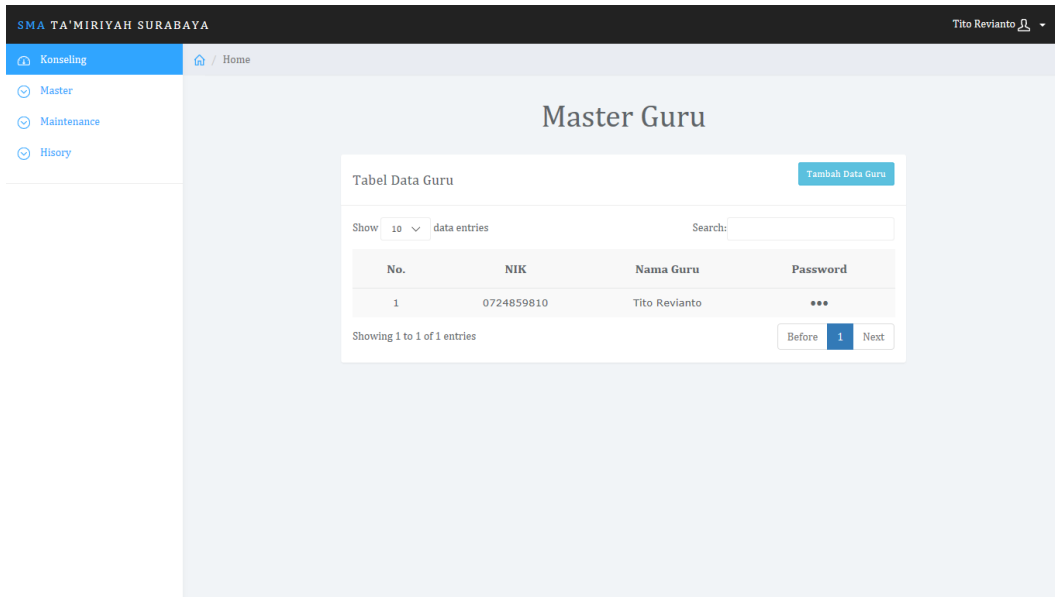 SMA TA'MIRIYAH SURABAYA
Tito Revianto
Konseling
Master
Maintenance
Hisory
/ Home
Master Guru
Tabel Data Guru
Tambah Data Guru
Show 10 data entries
Search:
No. NIK Nama Guru Password
1 0724859810 Tito Revianto •••
Showing 1 to 1 of 1 entries
Before 1 Next